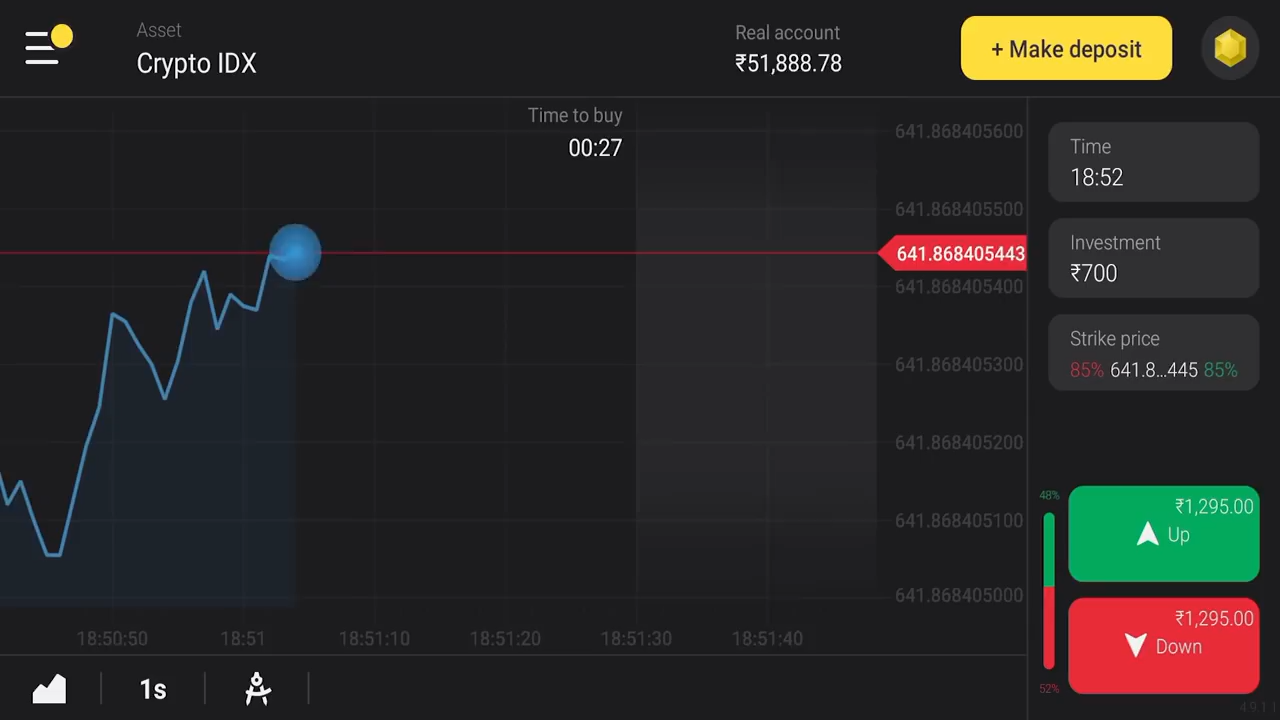 Asset
Crypto IDX
Real account
₹51,888.78
+ Make deposit
Time to buy
00:27
641.868405600
641.868405500
641.868405443
641.868405400
641.868405300
641.868405200
641.868405100
641.868405000
18:50:50
18:51
18:51:10
18:51:20
18:51:30
18:51:40
1s
Time
18:52
Investment
₹700
Strike price
85% 641.8...445 85%
48%
₹1,295.00
Up
₹1,295.00
Down
52%